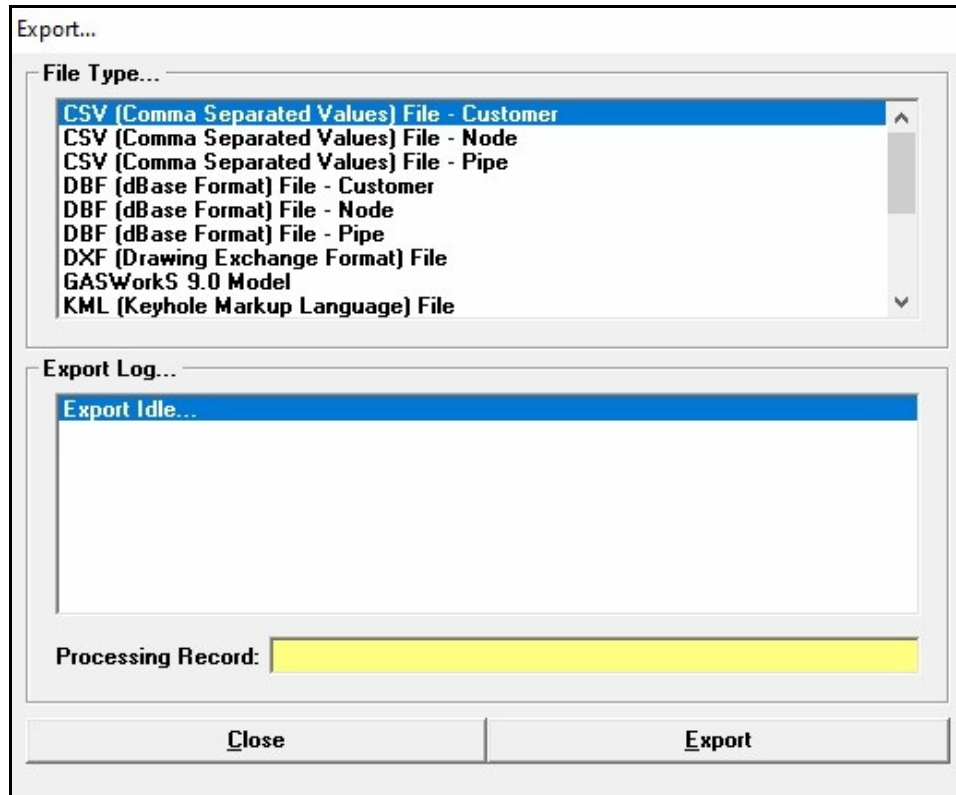 Export...
File Type...
CSV (Comma Separated Values) File - Customer
CSV (Comma Separated Values) File - Node
CSV (Comma Separated Values) File - Pipe
DBF (dBase Format) File - Customer
DBF (dBase Format) File - Node
DBF (dBase Format) File - Pipe
DXF (Drawing Exchange Format) File
GASWorkS 9.0 Model
KML (Keyhole Markup Language) File
Export Log...
Export Idle...
Processing Record:
Close
Export